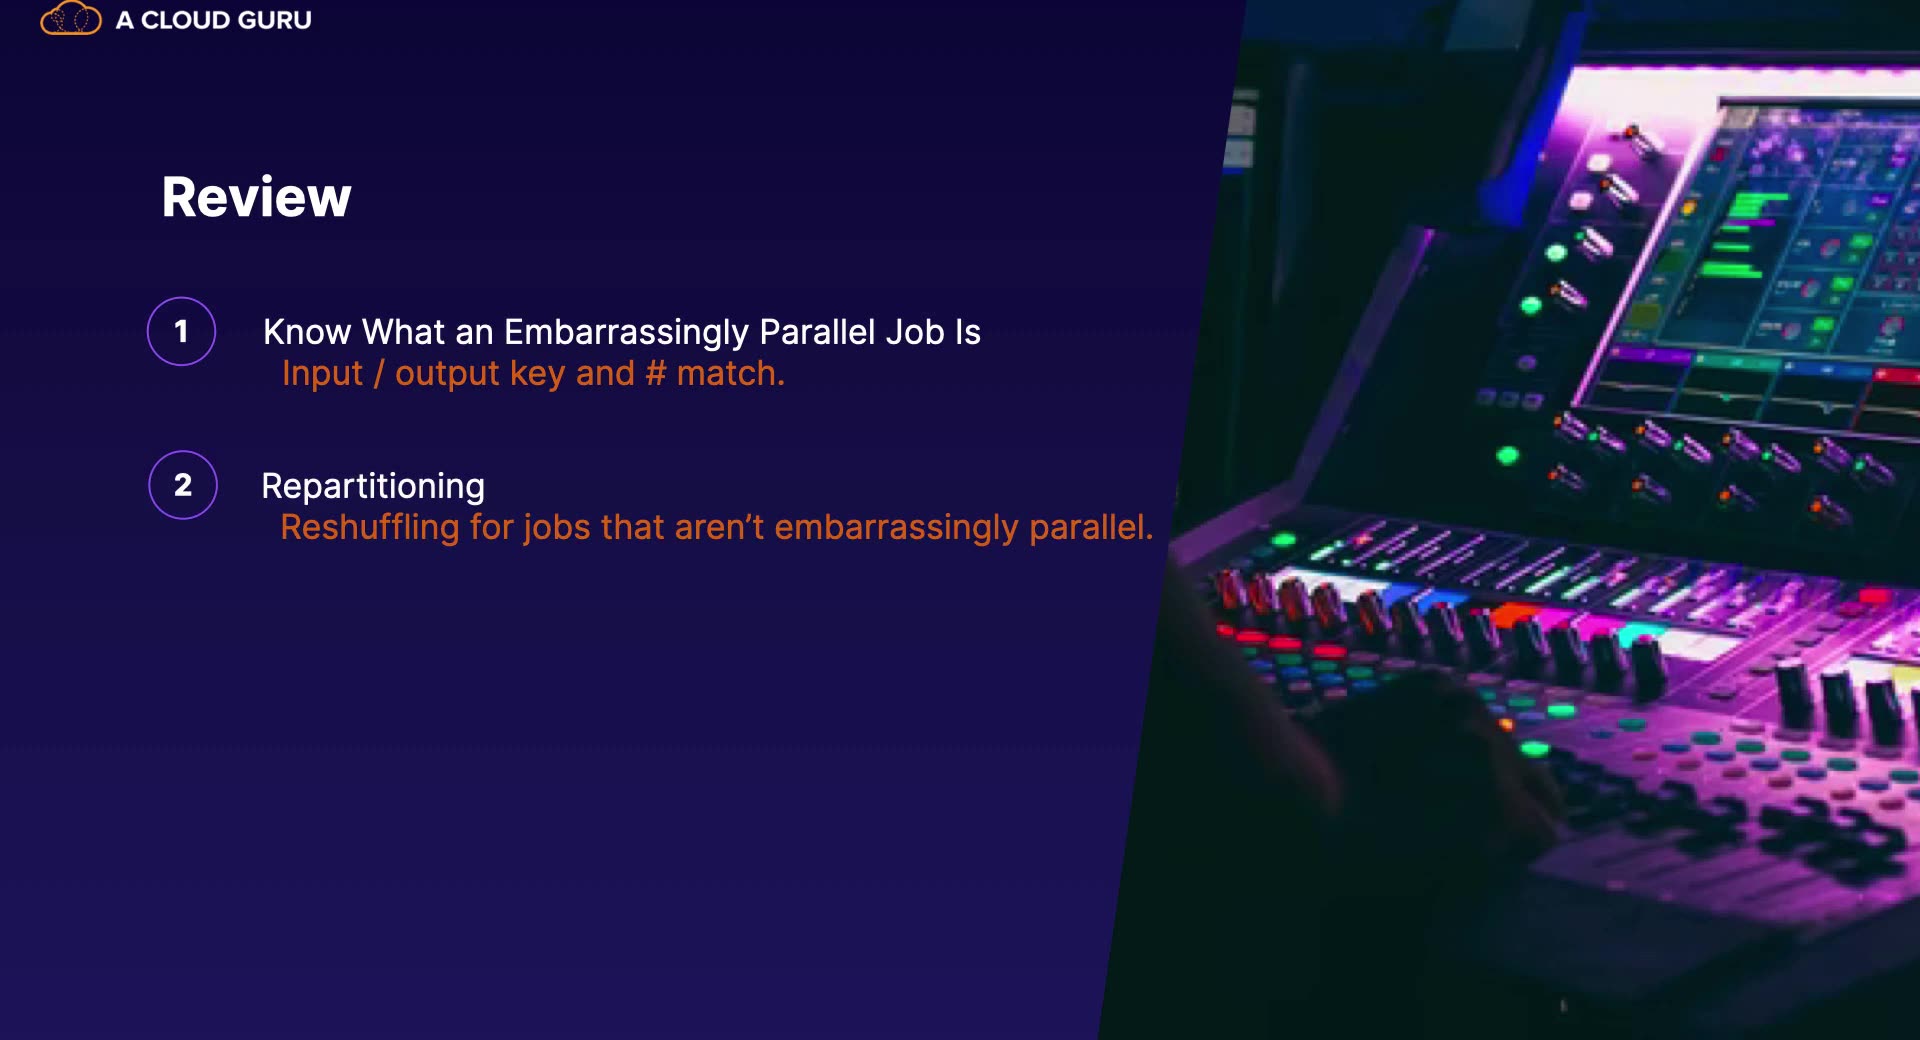 A CLOUD GURU
Review
1
Know What an Embarrassingly Parallel Job Is
Input / output key and # match.
2
Repartitioning
Reshuffling for jobs that aren’t embarrassingly parallel.